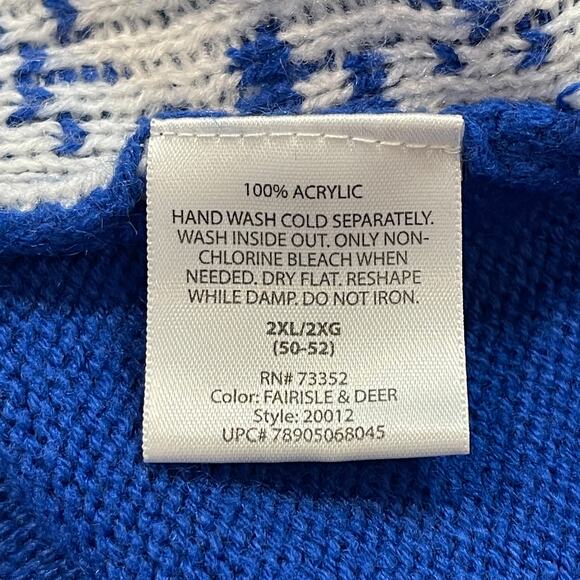 100% ACRYLIC
HAND WASH COLD SEPARATELY.
WASH INSIDE OUT. ONLY NON-
CHLORINE BLEACH WHEN
NEEDED. DRY FLAT. RESHAPE
WHILE DAMP. DO NOT IRON.
2XL/2XG
(50-52)
RN# 73352
Color: FAIRISLE & DEER
Style: 20012
UPC# 78905068045